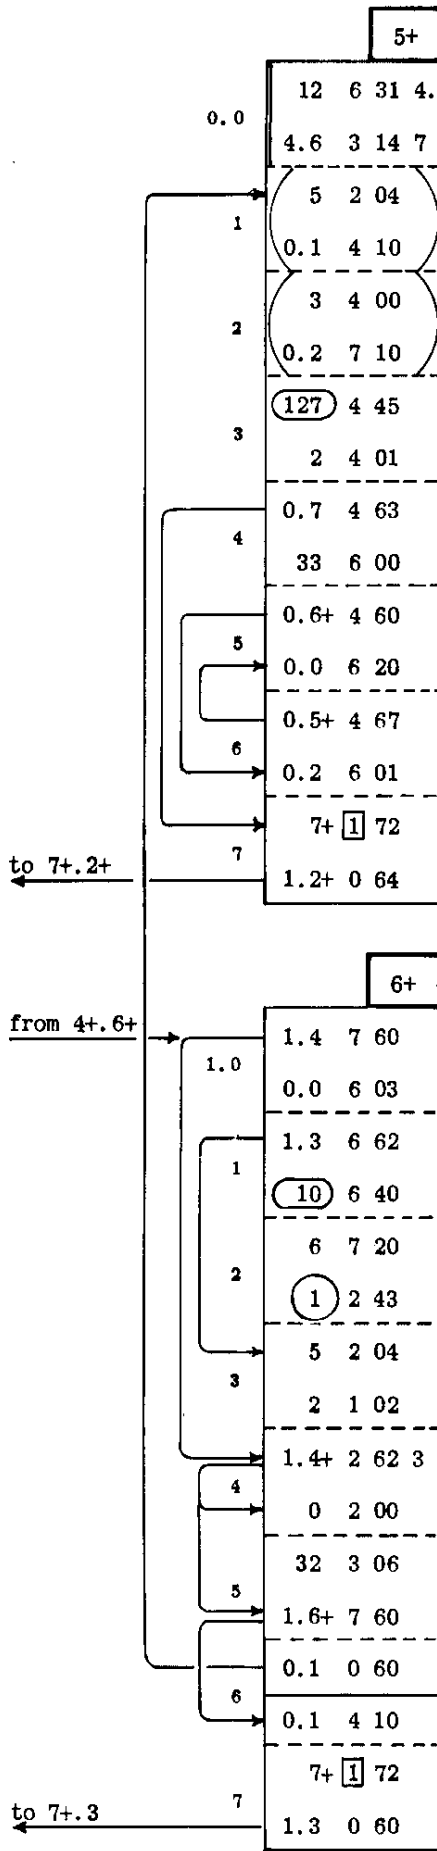 5+
12 6 31 4.
0.0
4.6 3 14 7
5 2 04
1
0.1 4 10
3 4 00
2
0.2 7 10
127 4 45
3
2 4 01
0.7 4 63
4
33 6 00
0.6+ 4 60
5
0.0 6 20
0.5+ 4 67
6
0.2 6 01
7+ 1 72
7
to 7+.2+
1.2+ 0 64
6+
from 4+.6+
1.4 7 60
1.0
0.0 6 03
1.3 6 62
1
10 6 40
6 7 20
2
1 2 43
5 2 04
3
2 1 02
1.4+ 2 62 3
4
0 2 00
32 3 06
5
1.6+ 7 60
0.1 0 60
6
0.1 4 10
7+ 1 72
7
to 7+.3
1.3 0 60